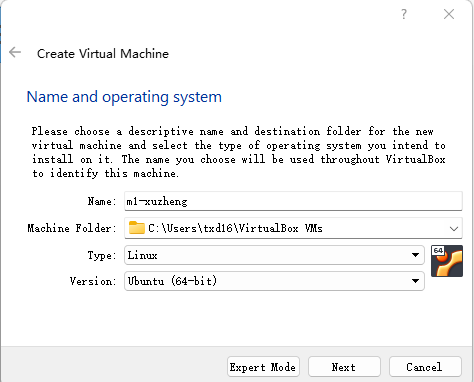 ?
Create Virtual Machine
Name and operating system
Please choose a descriptive name and destination folder for the new
virtual machine and select the type of operating system you intend to
install on it. The name you choose will be used throughout VirtualBox
to identify this machine.
Name: m1-xuzheng
Machine Folder: C:\Users\txd16\VirtualBox VMs
Type: Linux
64
Version: Ubuntu (64-bit)
Expert Mode Next Cancel